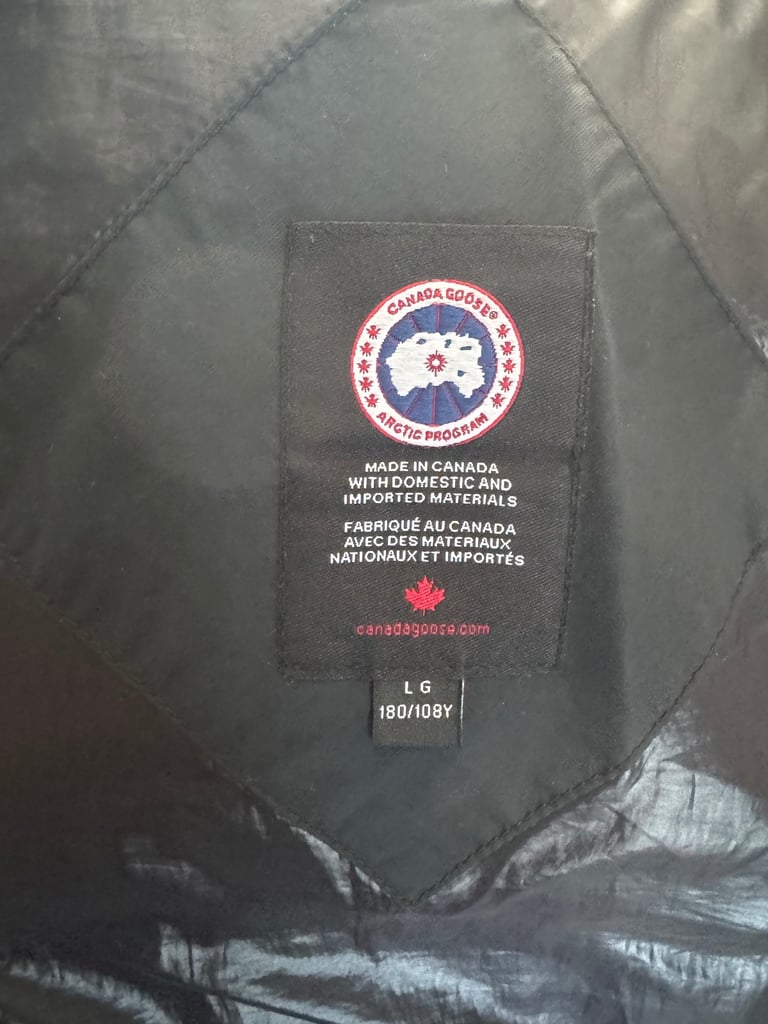 CANADA GOOSE®
ARCTIC PROGRAM
MADE IN CANADA
WITH DOMESTIC AND
IMPORTED MATERIALS
FABRIQUÉ AU CANADA
AVEC DES MATERIAUX
NATIONAUX ET IMPORTÉS
canadagoose.com
LG
180/108Y